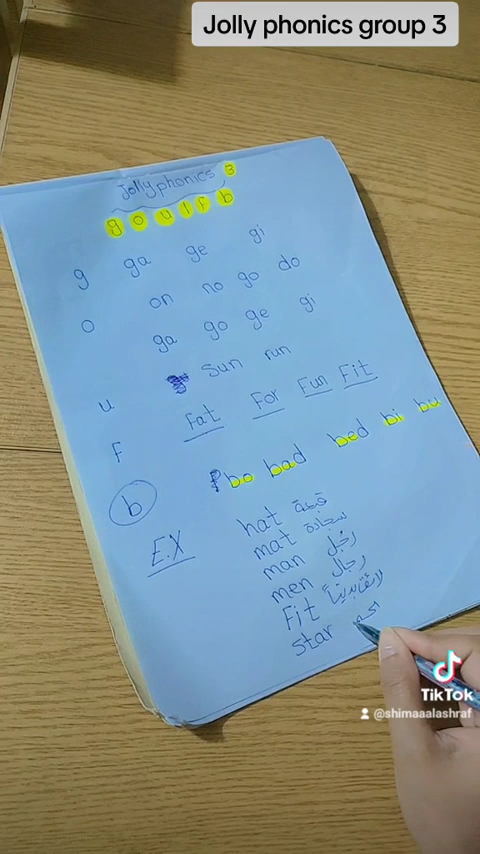 Jolly phonics group 3
Jolly phonics 3
g o u l f b
g ga ge gi
o on no go do
ga go ge gi
u Sun run
f Fat For Fun Fit
b bo bad bed bi bu
E.X
hat قبعة
mat سجادة
man رجل
men رجال
Fit لائق بدنياً
star
TikTok
@shimaaalashraf